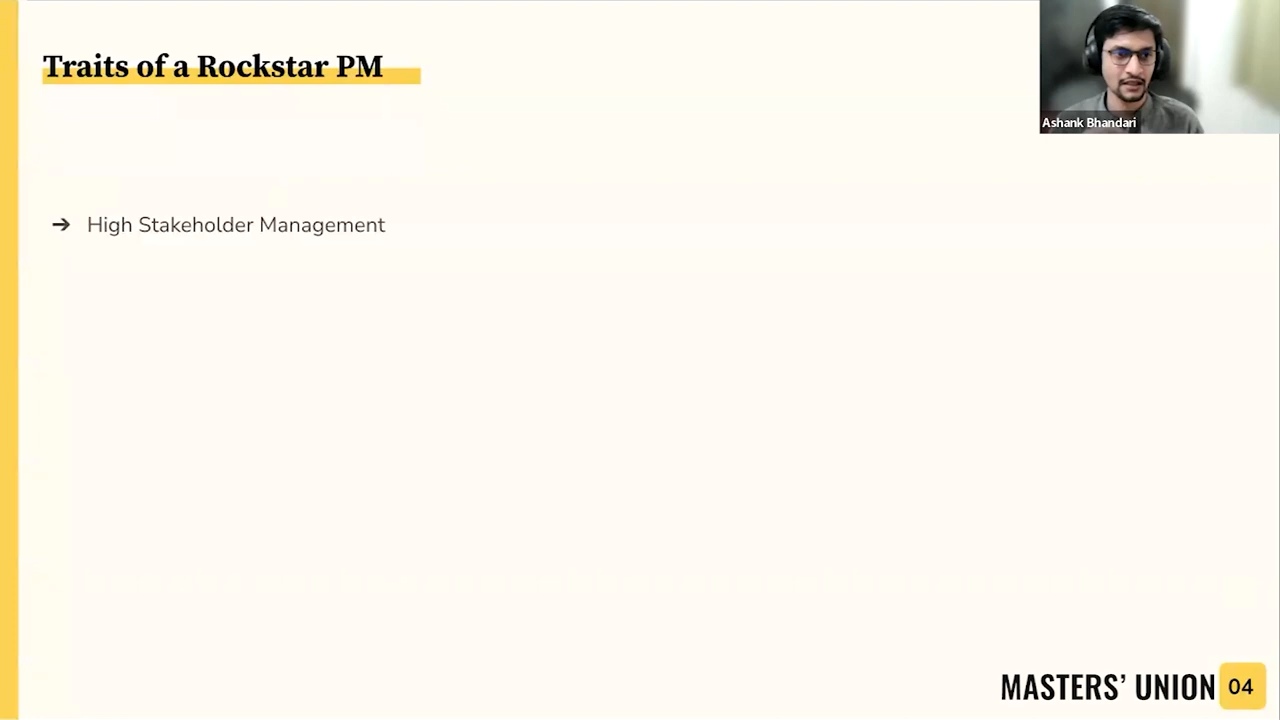 Traits of a Rockstar PM
Ashank Bhandari
➔ High Stakeholder Management
MASTERS' UNION 04